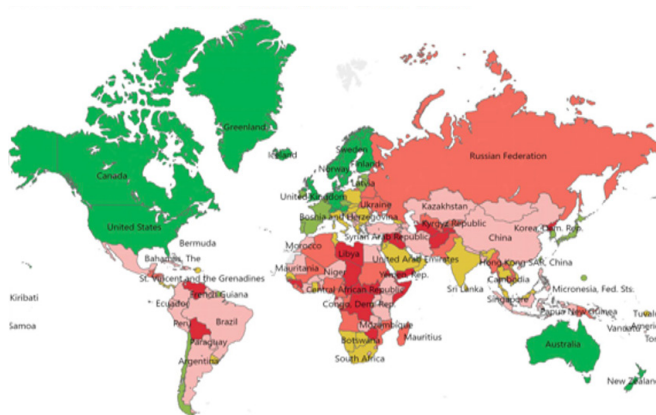 Greenland
Iceland
Sweden
Finland
Norway
Russian Federation
Canada
Latvia
United Kingdom
Ukraine
Kazakhstan
Bosnia and Herzegovina
United States
Kyrgyz Republic
Korea, Dem. Rep.
Syrian Arab Republic
China
Bermuda
Morocco
Libya
United Arab Emirates
Hong Kong SAR, China
Bahamas, The
Mauritania
Niger
Yemen, Rep.
St. Vincent and the Grenadines
Cambodia
Central African Republic
Sri Lanka
Micronesia, Fed. Sts.
Kiribati
Ecuador
French Guiana
Congo, Dem. Rep.
Singapore
Papua New Guinea
Tuvalu
Samoa
Peru
Brazil
Mozambique
Mauritius
Vanuatu
Americ
Paraguay
Botswana
Ton
Argentina
South Africa
Australia
New Zealand